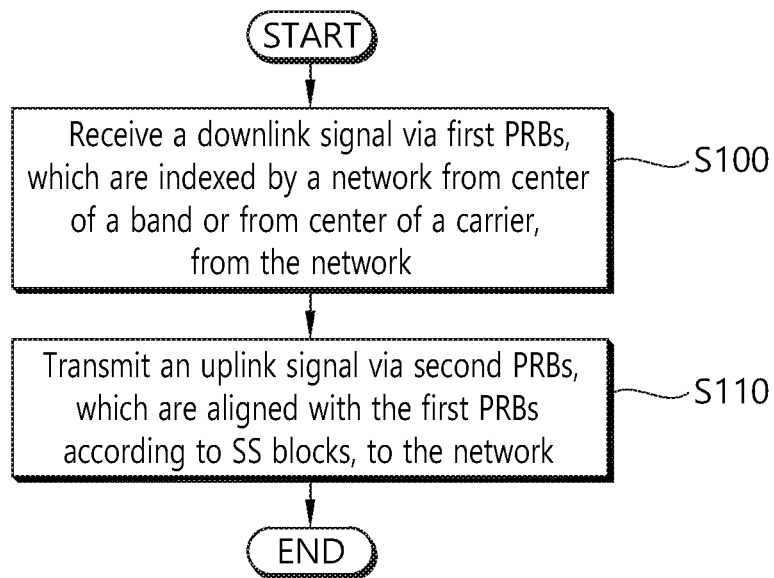 START
Receive a downlink signal via first PRBs,
which are indexed by a network from center
of a band or from center of a carrier,
from the network
S100
Transmit an uplink signal via second PRBs,
which are aligned with the first PRBs
according to SS blocks, to the network
S110
END